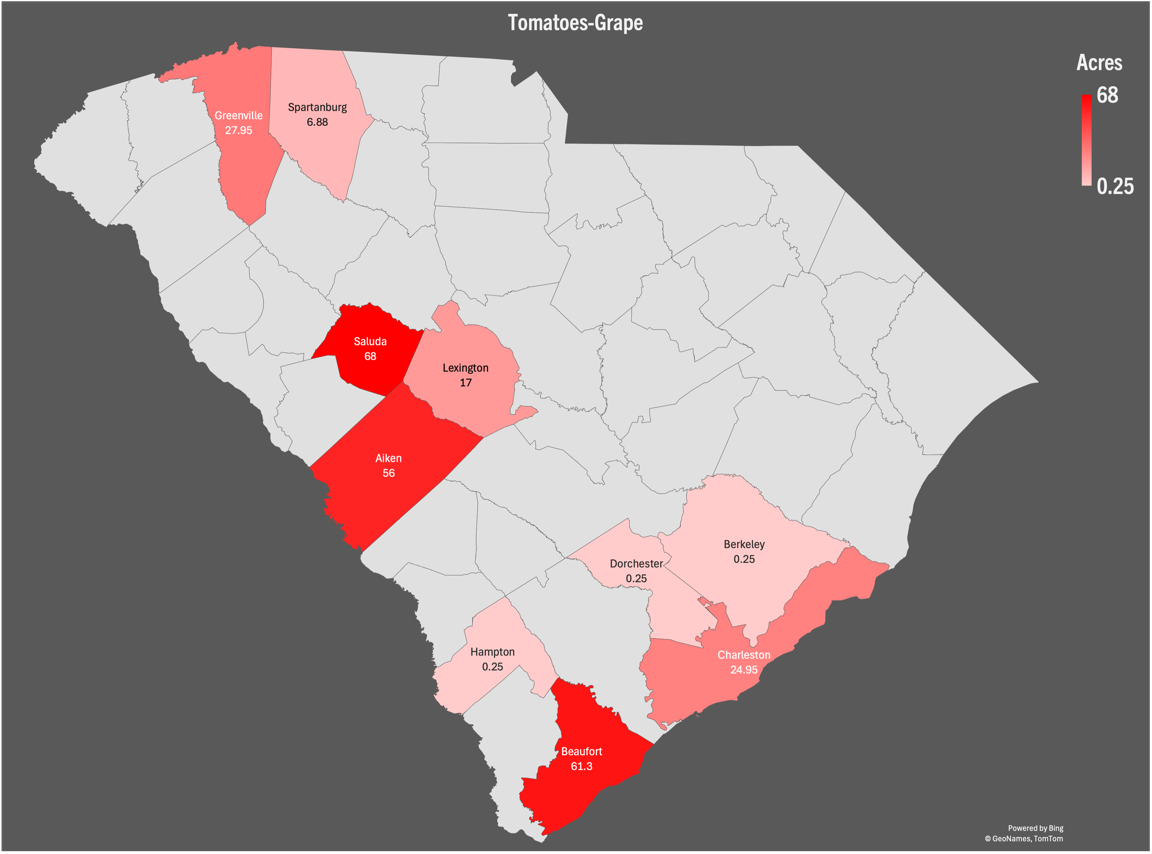 Tomatoes-Grape
Acres
68
0.25
Greenville
27.95
Spartanburg
6.88
Saluda
68
Lexington
17
Aiken
56
Berkeley
0.25
Dorchester
0.25
Hampton
0.25
Charleston
24.95
Beaufort
61.3
Powered by Bing
© GeoNames, TomTom